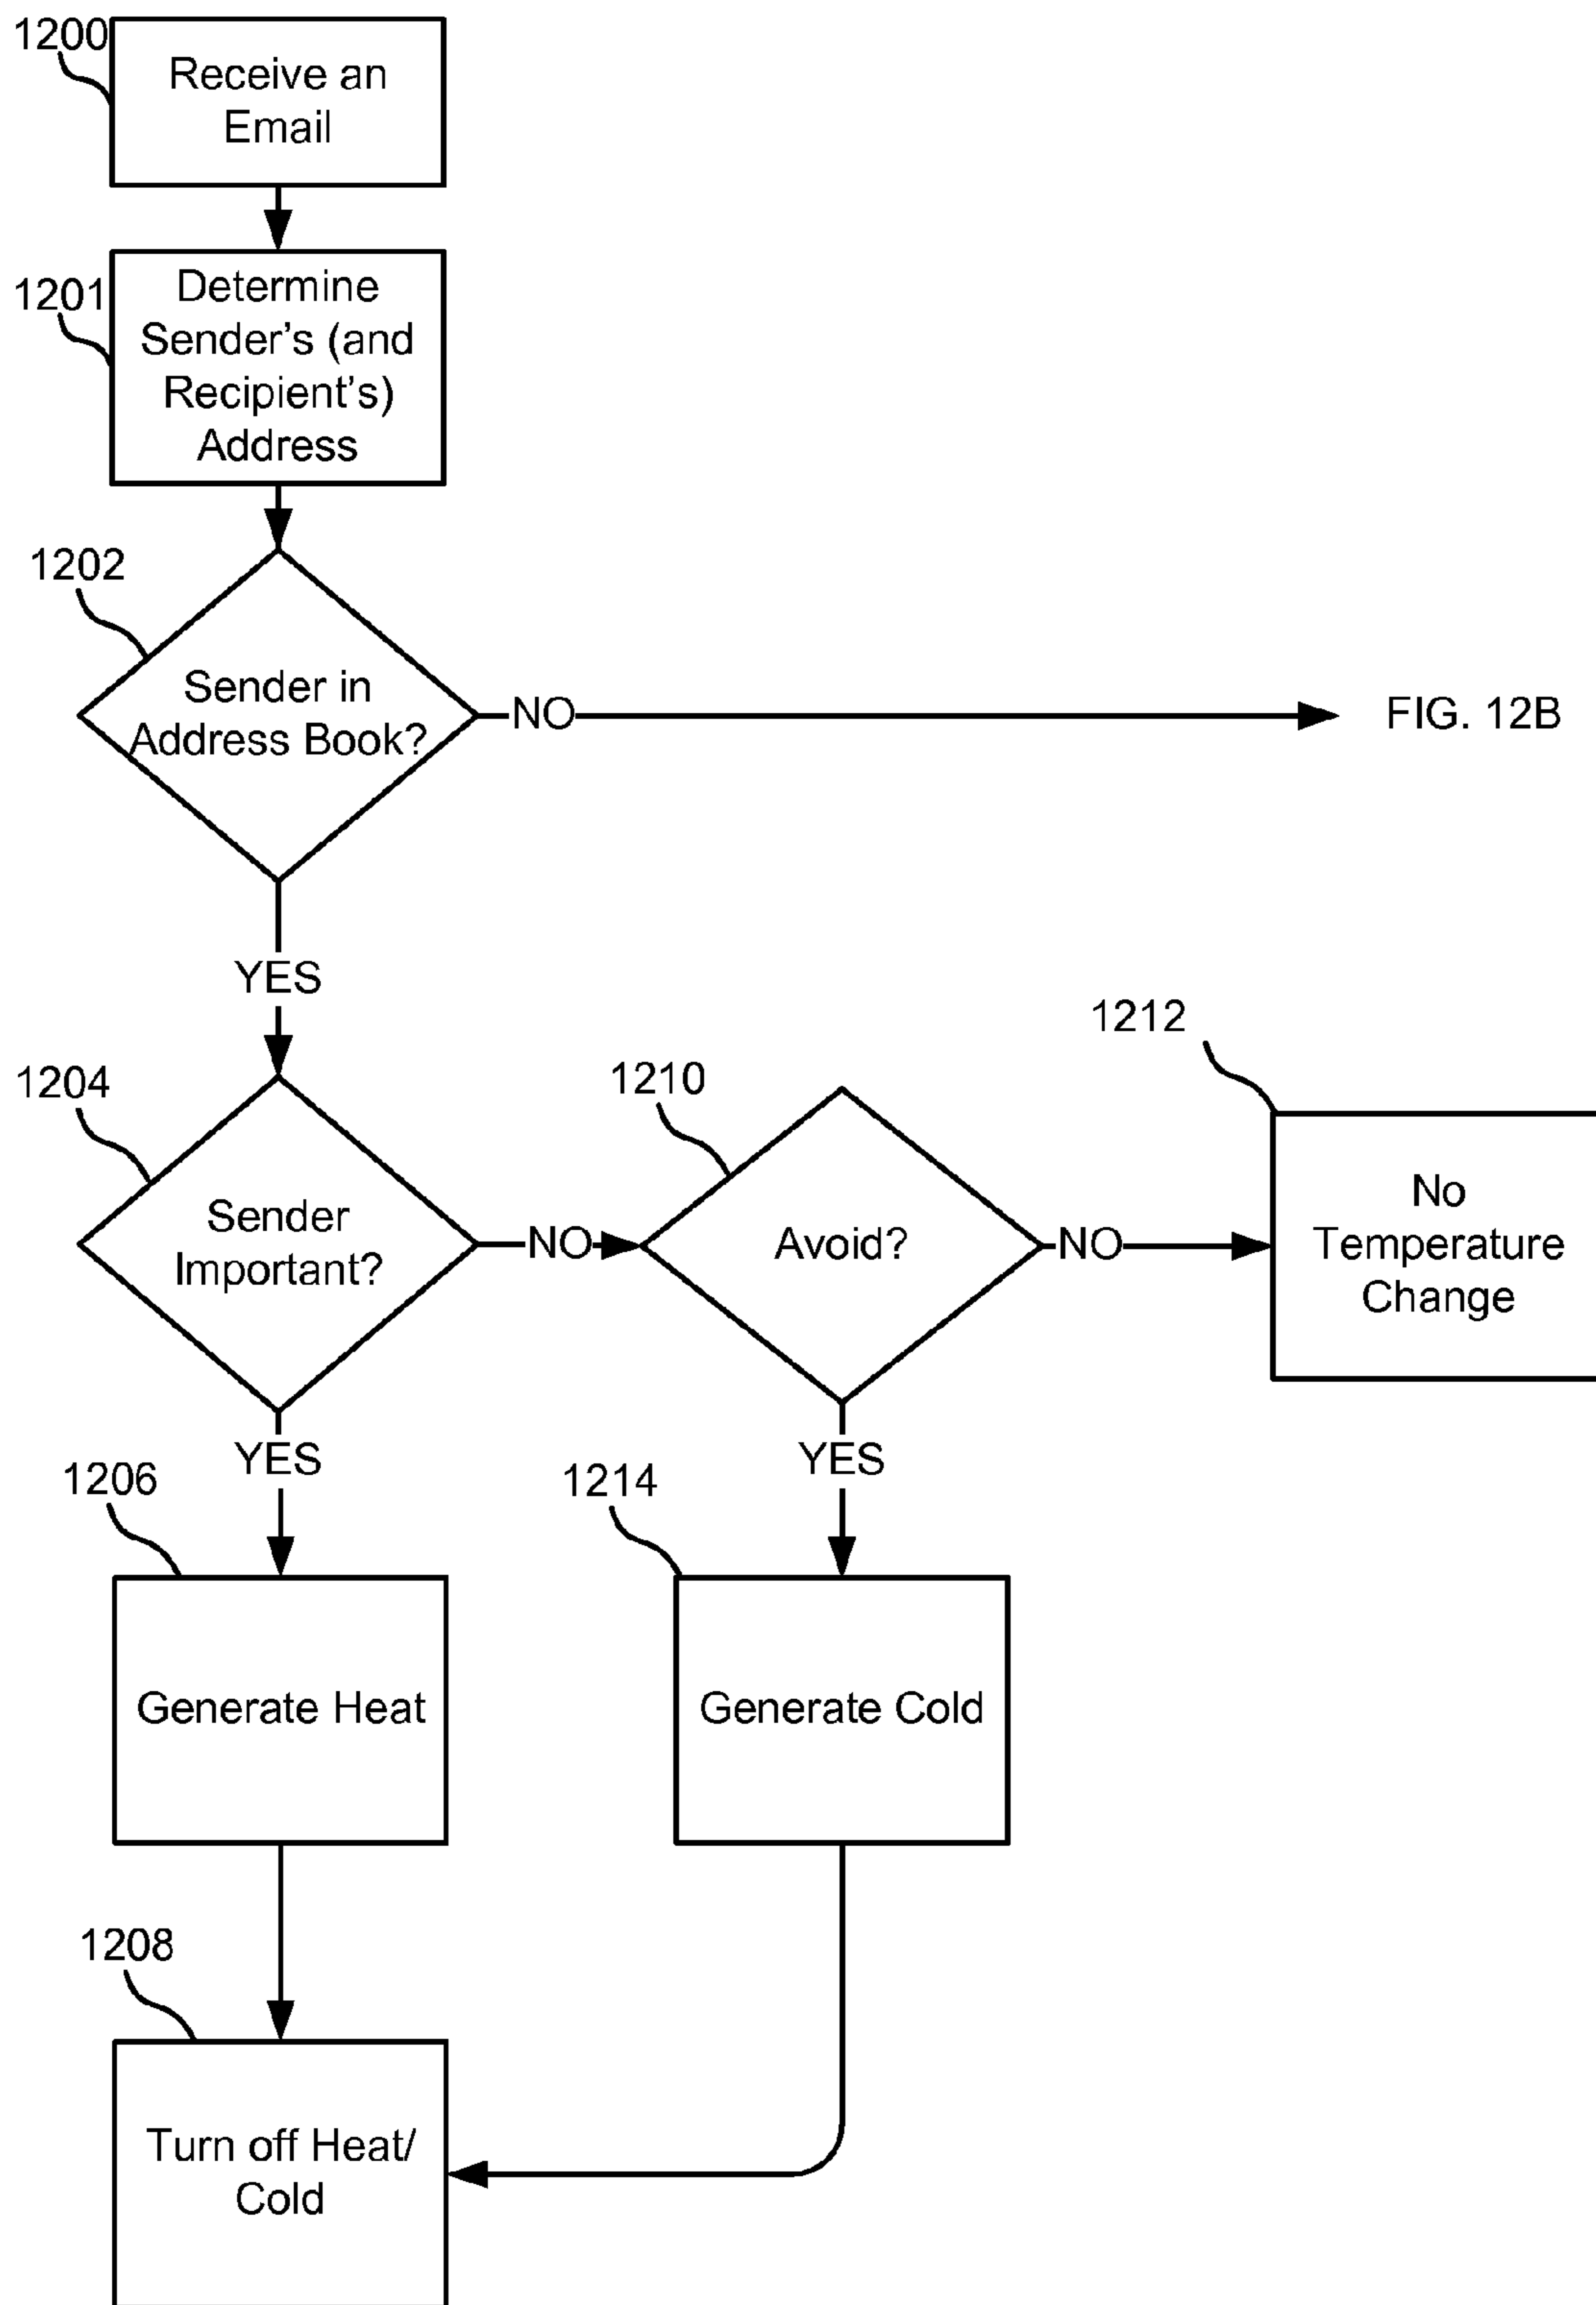 1200
Receive an
Email
1201
Determine
Sender's (and
Recipient's)
Address
1202
Sender in
Address Book?
NO
FIG. 12B
YES
1204
Sender
Important?
NO
1210
Avoid?
NO
1212
No
Temperature
Change
YES
YES
1206
Generate Heat
1214
Generate Cold
1208
Turn off Heat/
Cold